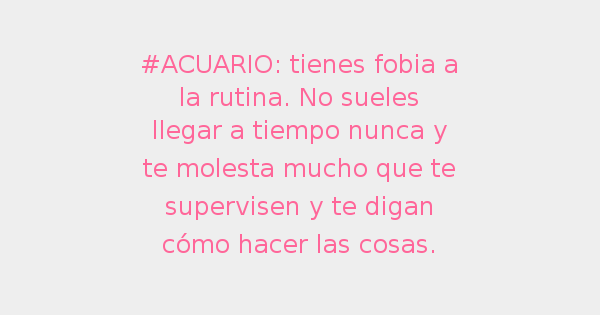 #ACUARIO: tienes fobia a
la rutina. No sueles
llegar a tiempo nunca y
te molesta mucho que te
supervisen y te digan
cómo hacer las cosas.